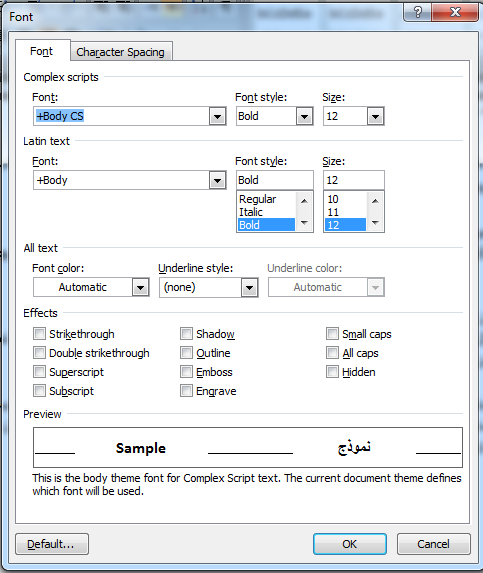 Font
Font Character Spacing
Complex scripts
Font: Font style: Size:
+Body CS Bold 12
Latin text
Font: Font style: Size:
+Body Bold 12
Regular 10
Italic 11
Bold 12
All text
Font color: Underline style: Underline color:
Automatic (none) Automatic
Effects
Strikethrough Shadow Small caps
Double strikethrough Outline All caps
Superscript Emboss Hidden
Subscript Engrave
Preview
Sample نموذج
This is the body theme font for Complex Script text. The current document theme defines
which font will be used.
Default... OK Cancel